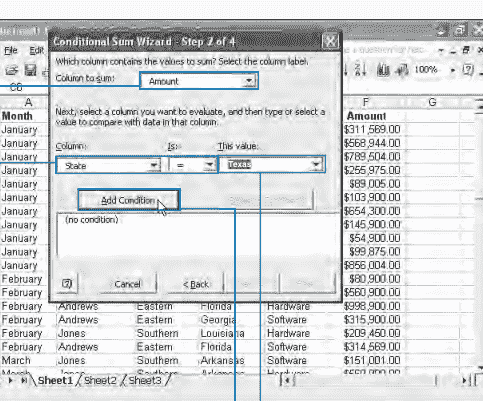 Conditional Sum Wizard - Step 2 of 4
File Edit
Which column contains the values to sum? Select the column label.
Column to sum: Amount
100%
C6
Next, select a column you want to evaluate, and then type or select a
value to compare with data in that column.
Column: Is: This value:
State = Texas
Add Condition
(no condition)
Cancel < Back
A F G
Month Amount
January $311,569.00
January $568,944.00
January $789,504.00
January $255,975.00
January $89,005.00
January $103,900.00
January $654,300.00
January $145,900.00
January $54,900.00
January $99,875.00
January $856,004.00
February $80,900.00
February $560,900.00
February Andrews Eastern Florida Hardware $998,900.00
February Andrews Eastern Georgia Software $315,900.00
February Jones Southern Louisiana Hardware $209,450.00
February Andrews Eastern Florida Software $314,569.00
March Jones Southern Arkansas Software $151,001.00
March Jones Southern Arkansas Hardware
Sheet1 / Sheet2 / Sheet3 /